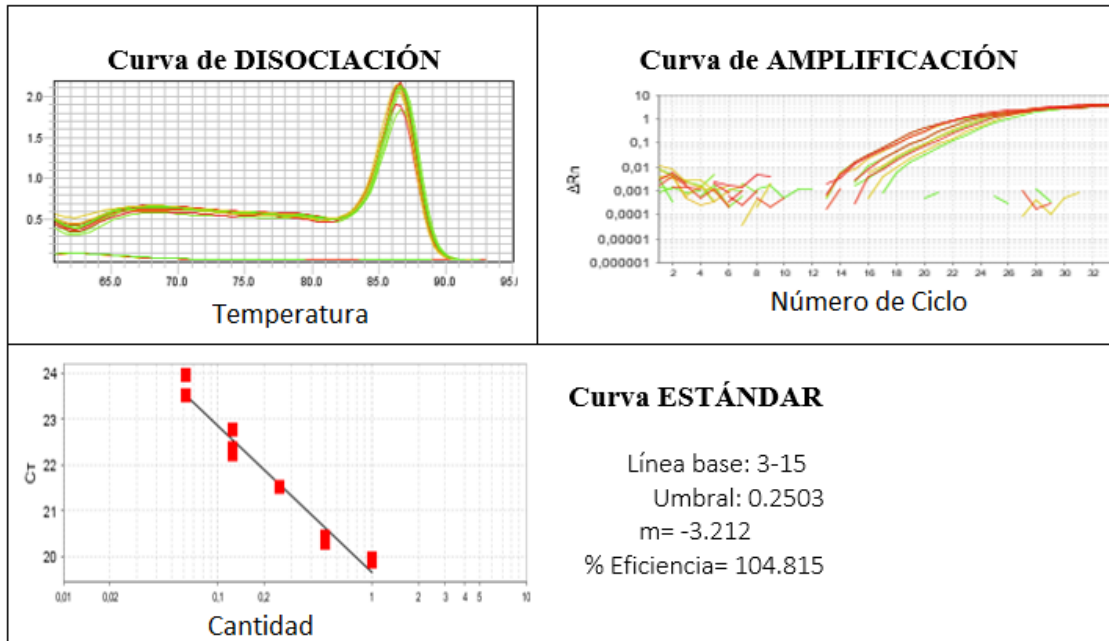 Curva de DISOCIACIÓN
2.0
1.5
1.0
0.5
65.0 70.0 75.0 80.0 85.0 90.0 95.
Temperatura
Curva de AMPLIFICACIÓN
10
1
0,1
0,01
0,001
0,0001
0,00001
0,000001
ΔRn
2 4 6 8 10 12 14 16 18 20 22 24 26 28 30 32
Número de Ciclo
24
23
22
21
20
CT
0,01 0,02 0,1 0,2 1 2 3 4 5 10
Cantidad
Curva ESTÁNDAR
Línea base: 3-15
Umbral: 0.2503
m= -3.212
% Eficiencia= 104.815